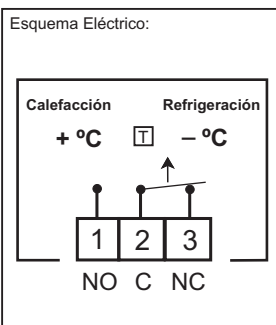 Esquema Eléctrico:
Calefacción Refrigeración
+ ºC T – ºC
1 2 3
NO C NC